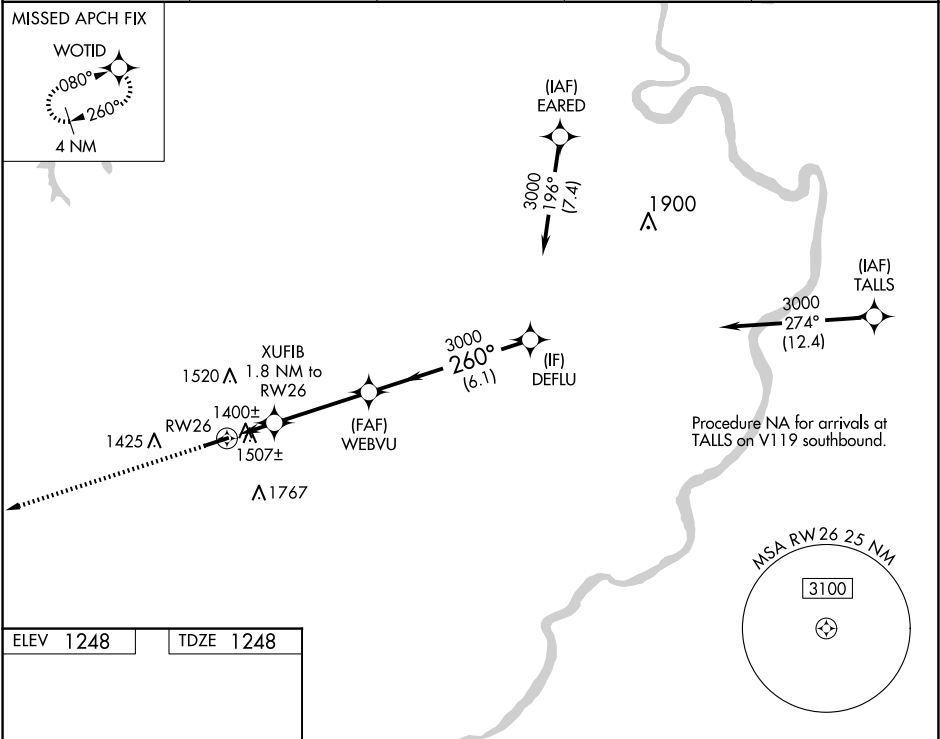 MISSED APCH FIX
WOTID
080°
260°
4 NM
(IAF)
EARED
3000
196°
(7.4)
1900
(IAF)
TALLS
3000
274°
(12.4)
3000
260°
(6.1)
(IF)
DEFLU
XUFIB
1.8 NM to
RW26
1520
1400±
RW26
1425
1507±
(FAF)
WEBVU
1767
Procedure NA for arrivals at
TALLS on V119 southbound.
MSA RW26 25 NM
3100
ELEV 1248
TDZE 1248